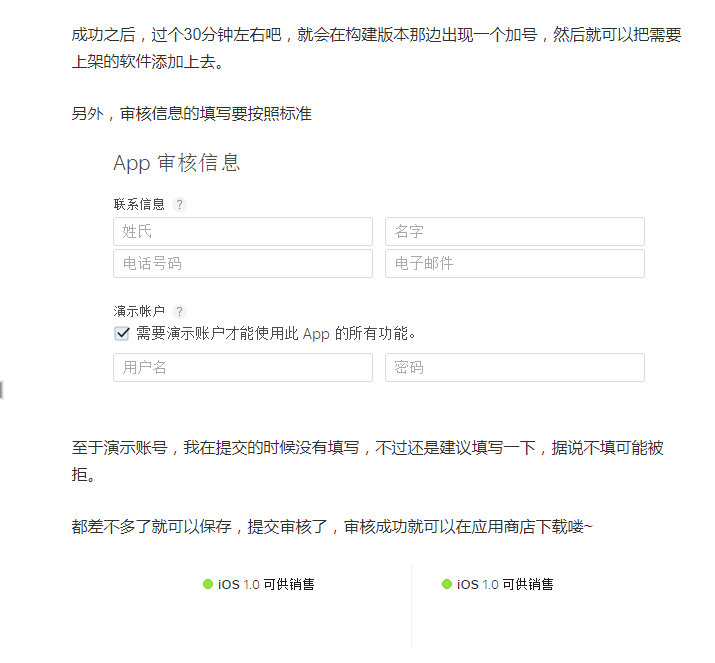 成功之后，过个30分钟左右吧，就会在构建版本那边出现一个加号，然后就可以把需要
上架的软件添加上去。
另外，审核信息的填写要按照标准
App 审核信息
联系信息 ?
姓氏 名字
电话号码 电子邮件
演示帐户 ?
需要演示账户才能使用此 App 的所有功能。
用户名 密码
至于演示账号，我在提交的时候没有填写，不过还是建议填写一下，据说不填可能被
拒。
都差不多了就可以保存，提交审核了，审核成功就可以在应用商店下载喽~
iOS 1.0 可供销售 iOS 1.0 可供销售